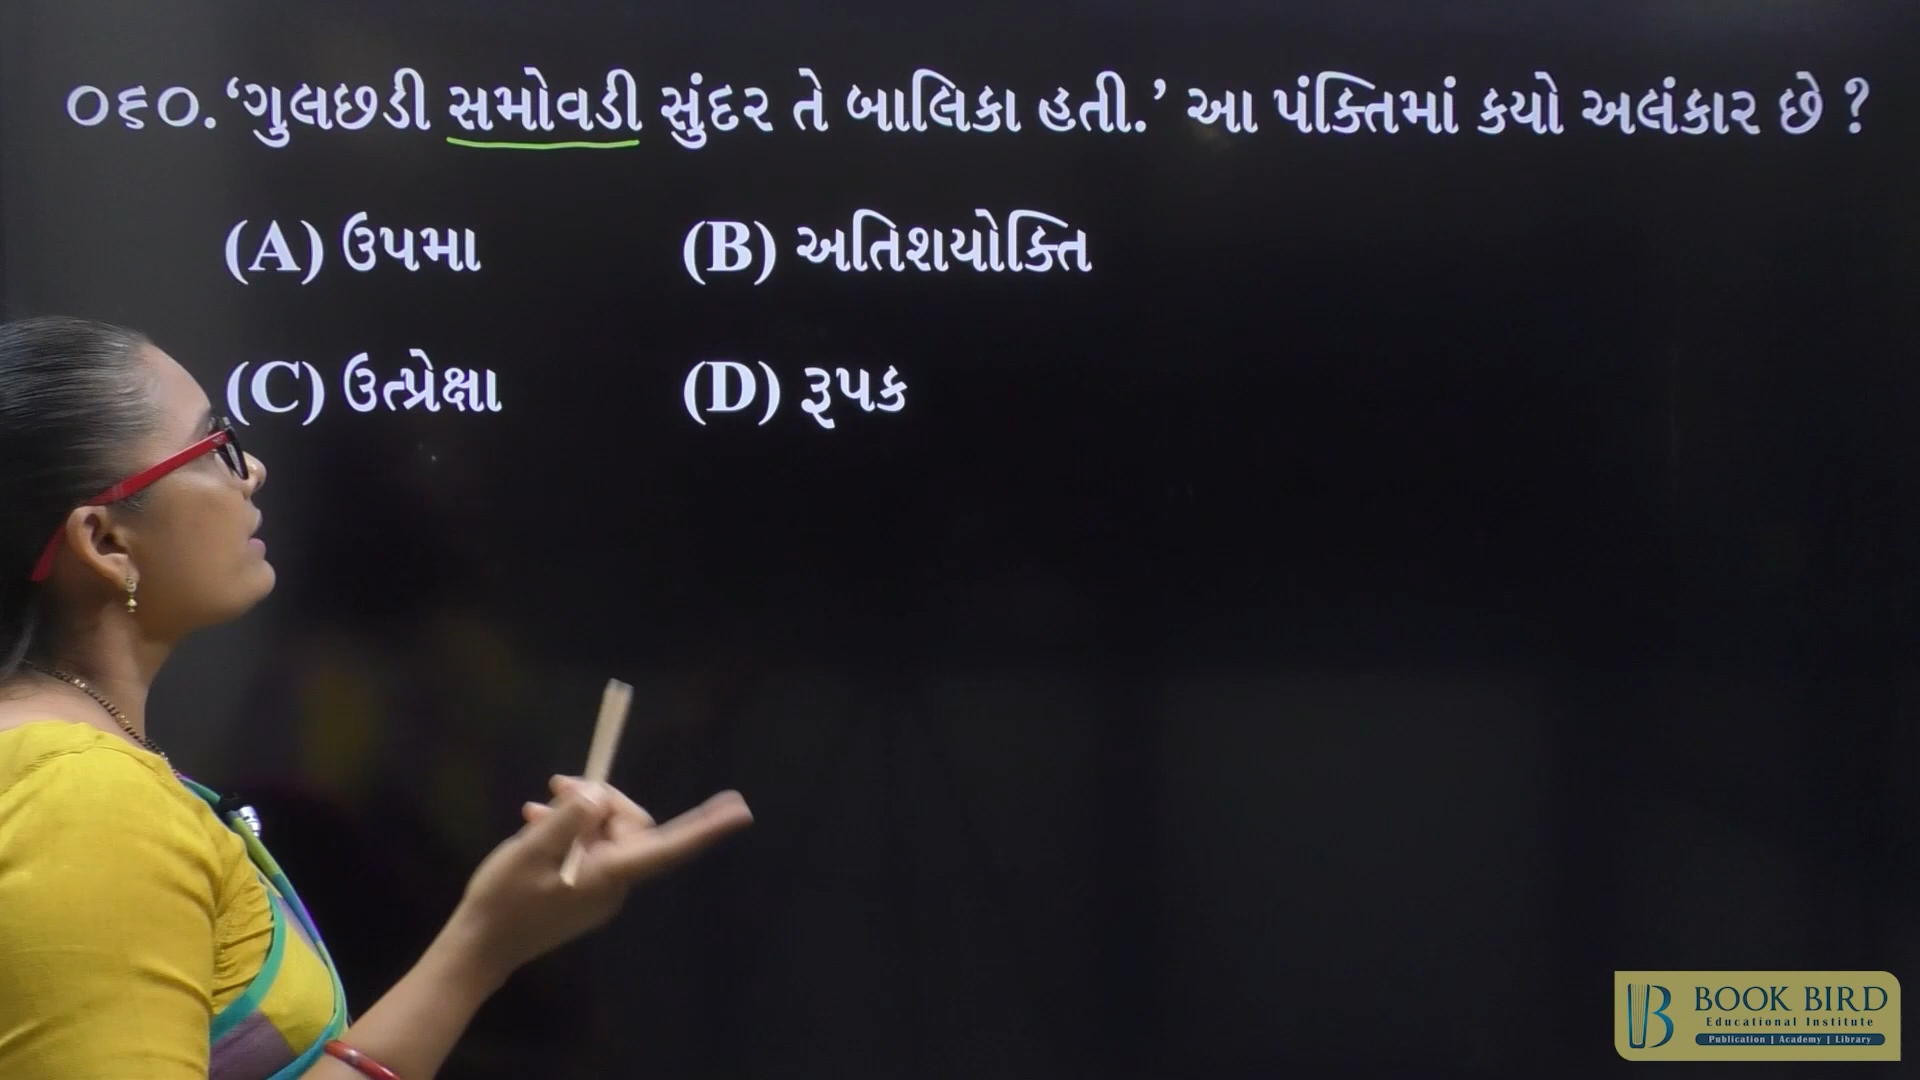 ૦૬૦. ‘ગુલછડી સમોવડી સુંદર તે બાલિકા હતી.’ આ પંક્તિમાં કયો અલંકાર છે ?
(A) ઉપમા (B) અતિશયોક્તિ
(C) ઉત્પ્રેક્ષા (D) રૂપક
BOOK BIRD
Educational Institute
Publication | Academy | Library